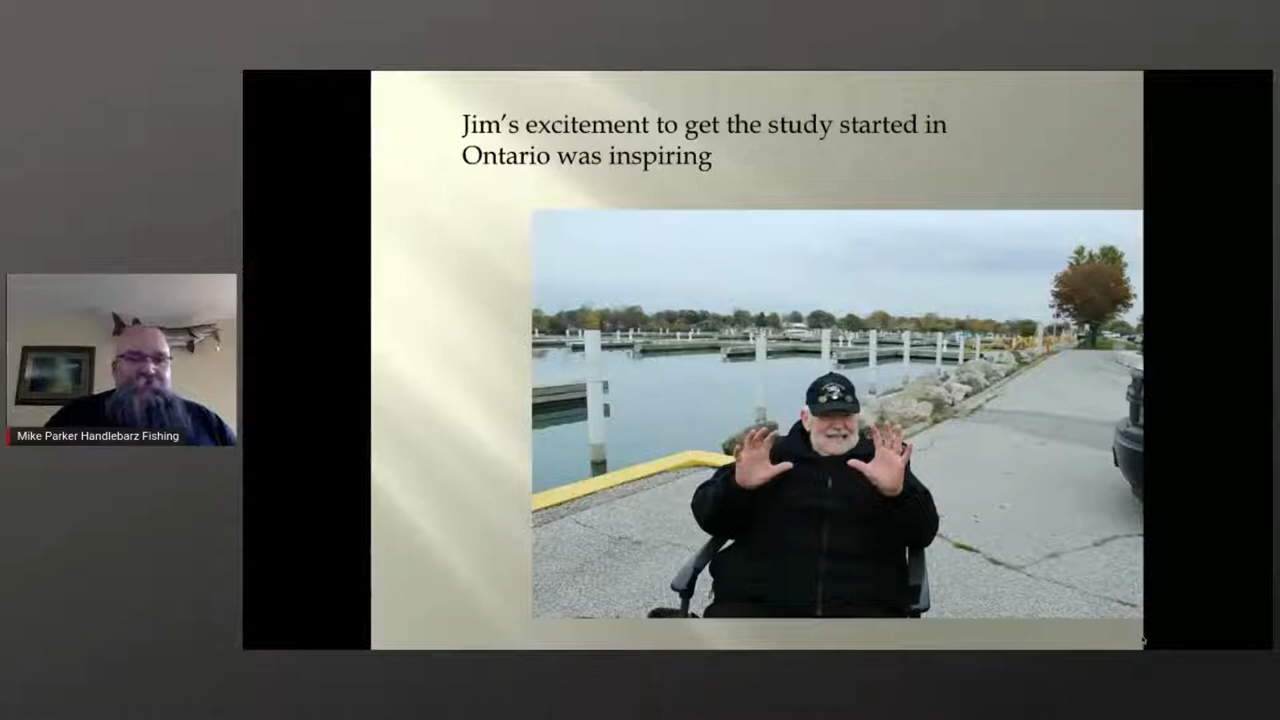 Jim's excitement to get the study started in
Ontario was inspiring
Mike Parker Handlebarz Fishing